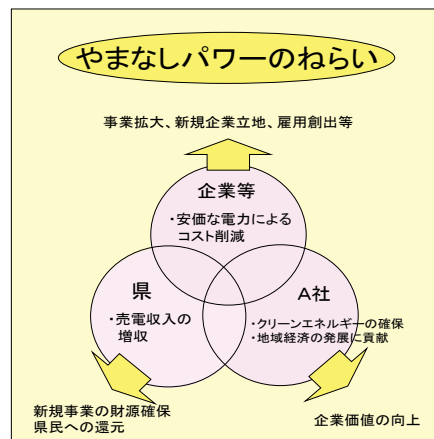 やまなしパワーのねらい
事業拡大、新規企業立地、雇用創出等
企業等
・安価な電力による
コスト削減
県
・売電収入の
増収
A社
・クリーンエネルギーの確保
・地域経済の発展に貢献
新規事業の財源確保
県民への還元
企業価値の向上